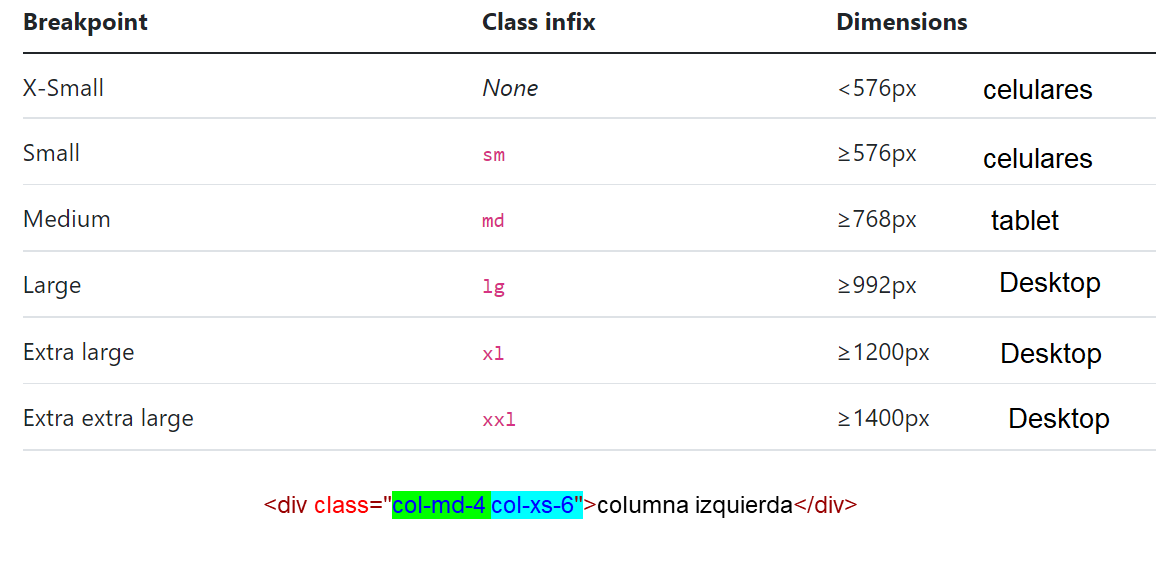 Breakpoint Class infix Dimensions
X-Small None <576px celulares
Small sm ≥576px celulares
Medium md ≥768px tablet
Large lg ≥992px Desktop
Extra large xl ≥1200px Desktop
Extra extra large xxl ≥1400px Desktop
<div class="col-md-4 col-xs-6">columna izquierda</div>